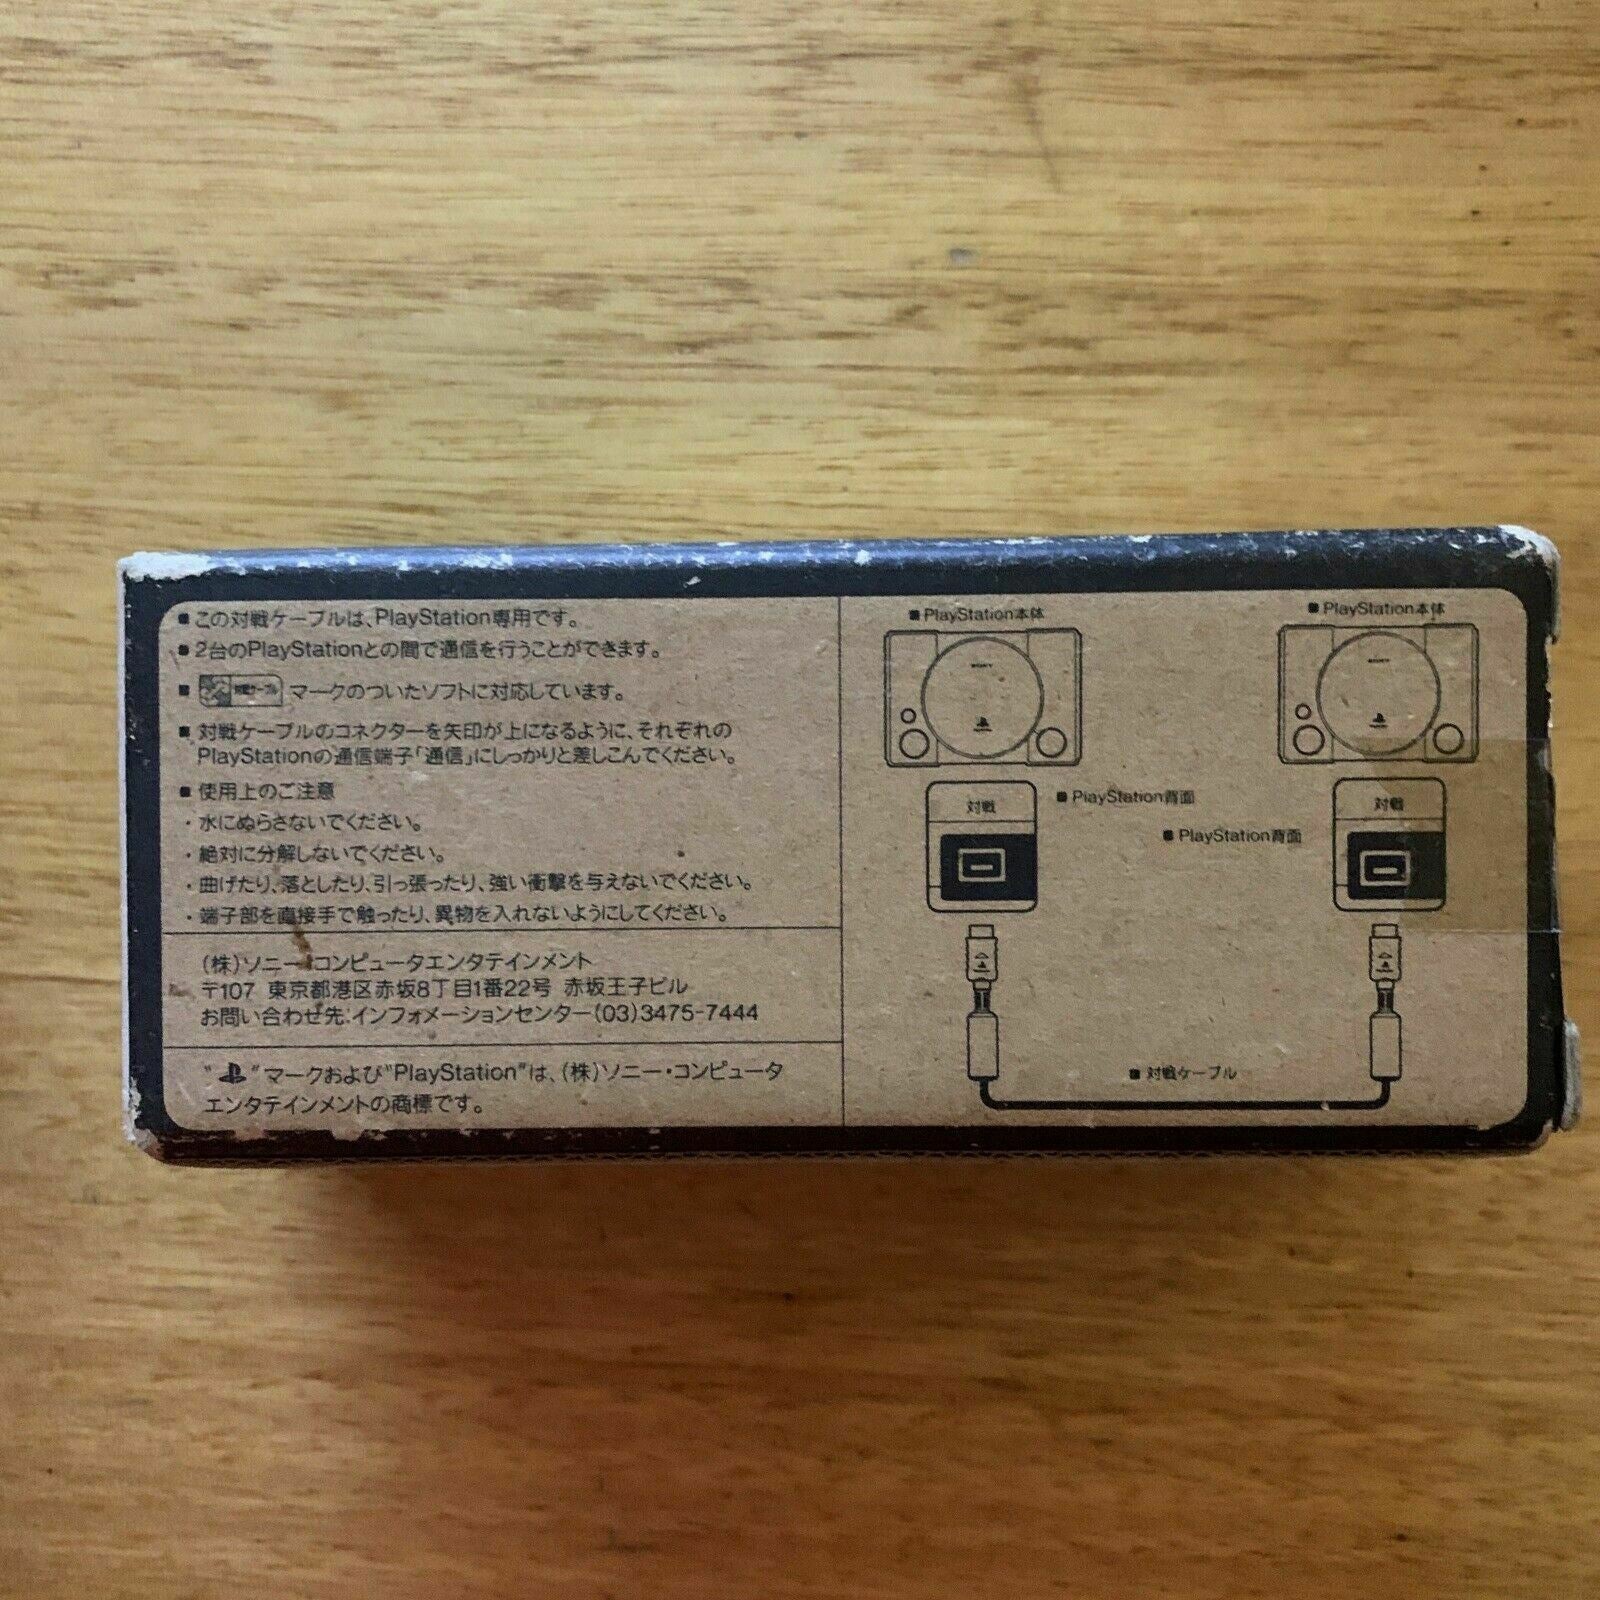 ■ この対戦ケーブルは、PlayStation専用です。
■ 2台のPlayStationとの間で通信を行うことができます。
■ 対戦ケーブル マークのついたソフトに対応しています。
■ 対戦ケーブルのコネクターを矢印が上になるように、それぞれの
PlayStationの通信端子「通信」にしっかりと差しこんでください。
■ 使用上のご注意
・水にぬらさないでください。
・絶対に分解しないでください。
・曲げたり、落としたり、引っ張ったり、強い衝撃を与えないでください。
・端子部を直接手で触ったり、異物を入れないようにしてください。
(株)ソニー・コンピュータエンタテインメント
〒107 東京都港区赤坂8丁目1番22号 赤坂王子ビル
お問い合わせ先:インフォメーションセンター(03)3475-7444
" "マークおよび"PlayStation"は、(株)ソニー・コンピュータ
エンタテインメントの商標です。
■ PlayStation本体
SONY
■ PlayStation本体
SONY
対戦
■ PlayStation背面
対戦
■ PlayStation背面
■ 対戦ケーブル